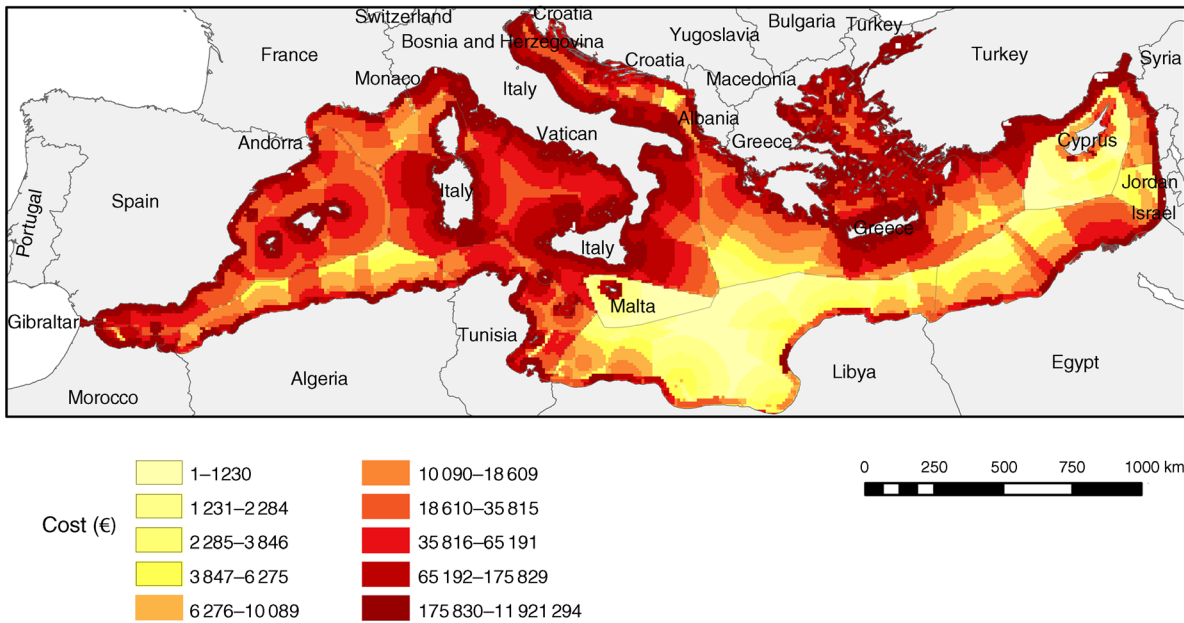 Switzerland
Croatia
Bulgaria
Turkey
France
Bosnia and Herzegovina
Yugoslavia
Turkey
Syria
Croatia
Monaco
Italy
Macedonia
Albania
Andorra
Vatican
Greece
Cyprus
Portugal
Spain
Italy
Jordan
Israel
Greece
Italy
Malta
Gibraltar
Tunisia
Algeria
Libya
Egypt
Morocco
Cost (€)
1–1230
1 231–2 284
2 285–3 846
3 847–6 275
6 276–10 089
10 090–18 609
18 610–35 815
35 816–65 191
65 192–175 829
175 830–11 921 294
0 250 500 750 1000 km